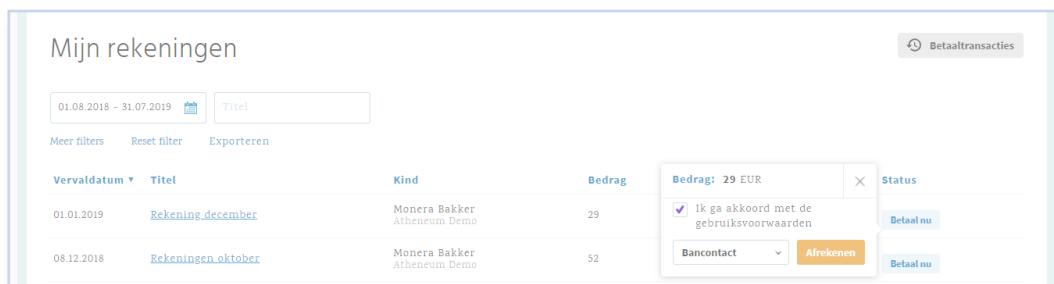 Mijn rekeningen
Betaaltransacties
01.08.2018 - 31.07.2019
Titel
Meer filters Reset filter Exporteren
Vervaldatum ▼ Titel Kind Bedrag Status
Bedrag: 29 EUR
Ik ga akkoord met de
gebruiksvoorwaarden
Bancontact Afrekenen
01.01.2019 Rekening december Monera Bakker 29 Betaal nu
Atheneum Demo
08.12.2018 Rekeningen oktober Monera Bakker 52 Betaal nu
Atheneum Demo